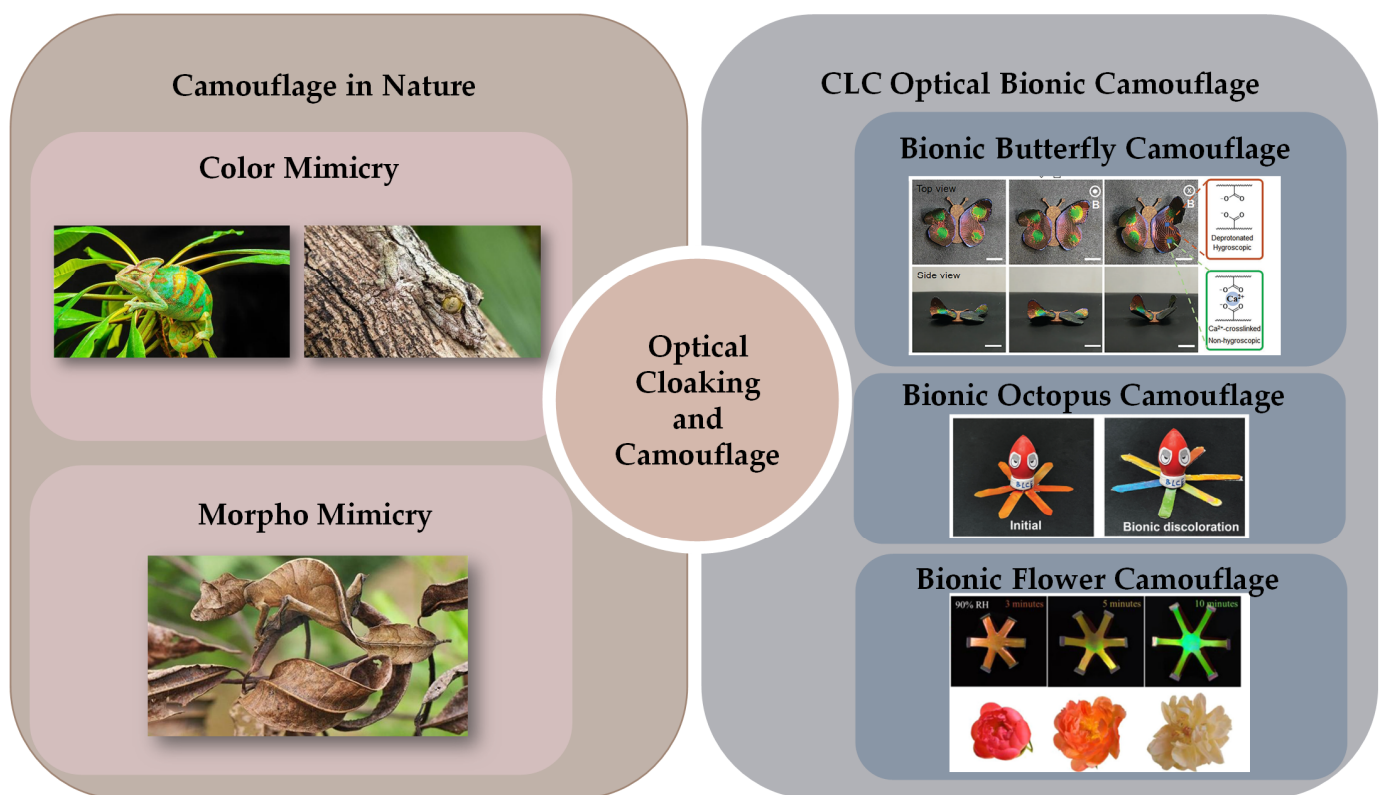 Camouflage in Nature
Color Mimicry
Morpho Mimicry
Optical
Cloaking
and
Camouflage
CLC Optical Bionic Camouflage
Bionic Butterfly Camouflage
Top view
B
B
Side view
Deprotonated
Hygroscopic
Ca²⁺
Ca²⁺-crosslinked
Non-hygroscopic
Bionic Octopus Camouflage
Initial
Bionic discoloration
Bionic Flower Camouflage
90% RH
3 minutes
5 minutes
10 minutes